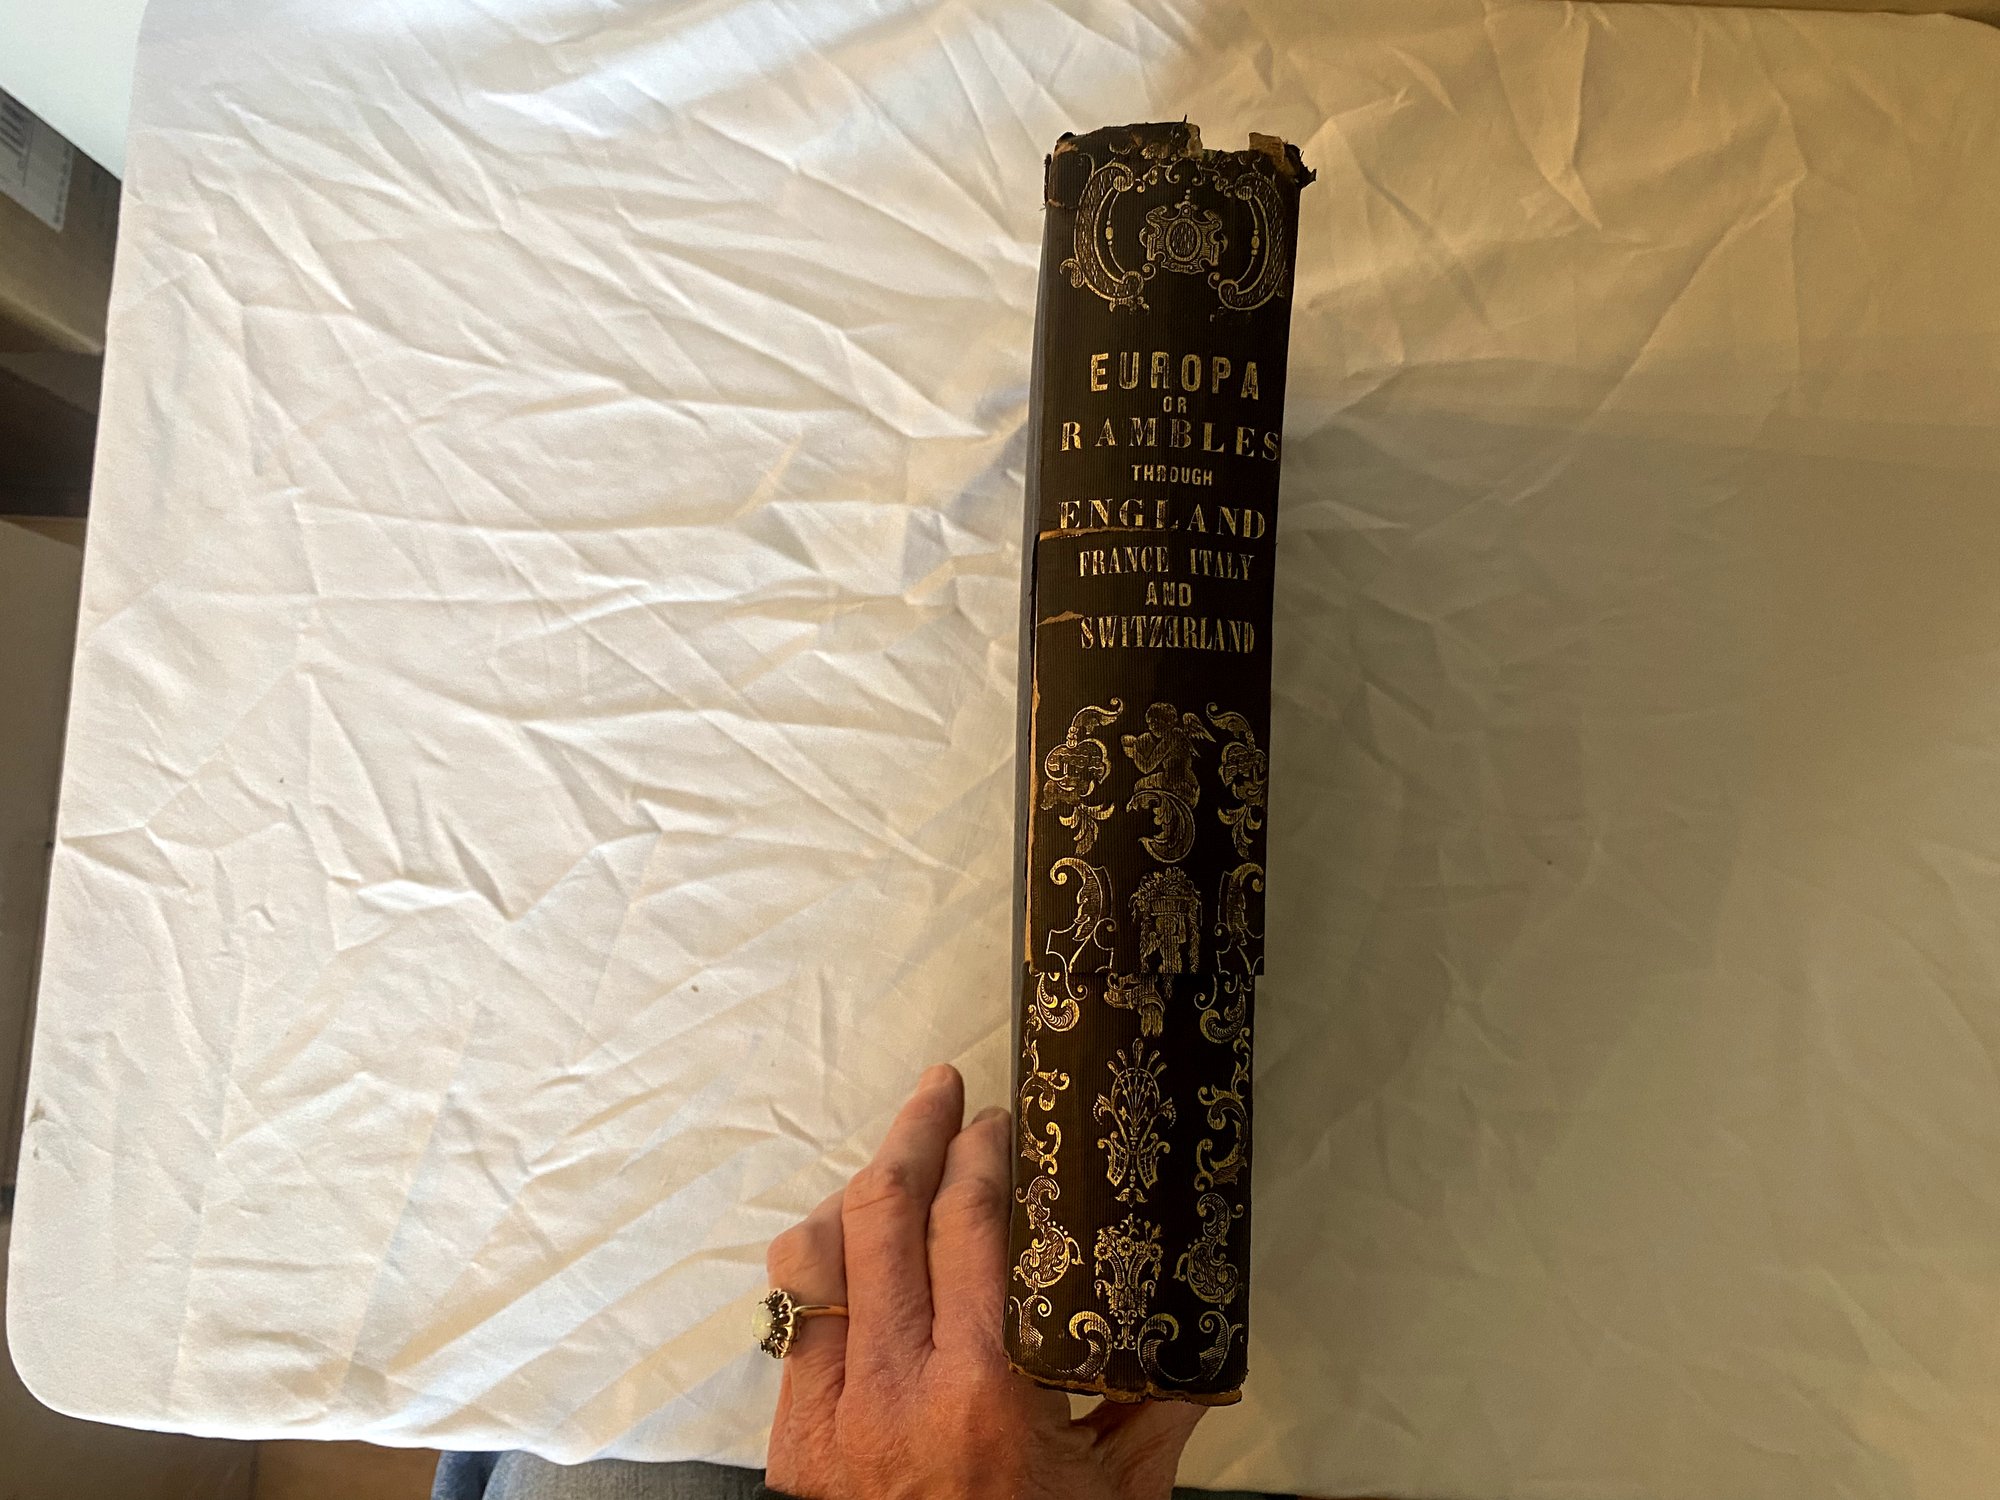 EUROPA
OR
RAMBLES
THROUGH
ENGLAND
FRANCE ITALY
AND
SWITZERLAND